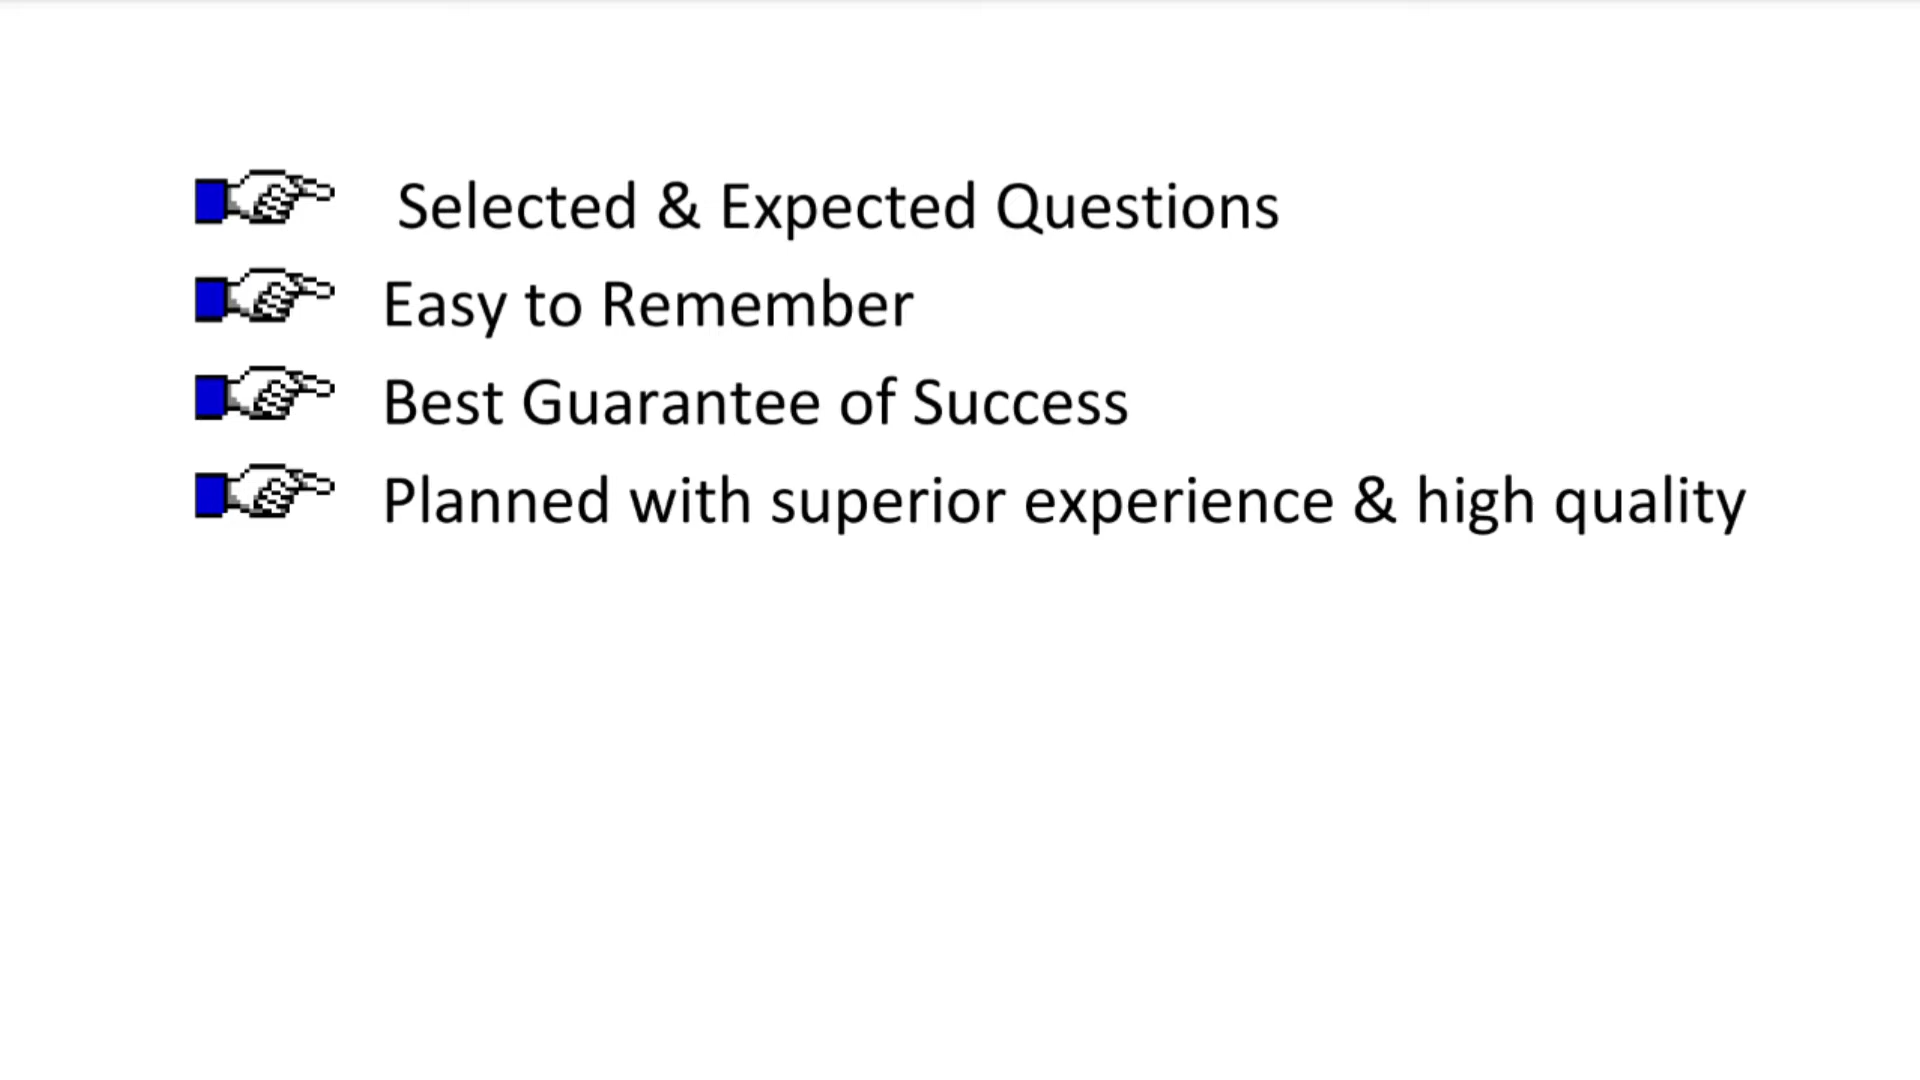 Selected & Expected Questions
Easy to Remember
Best Guarantee of Success
Planned with superior experience & high quality